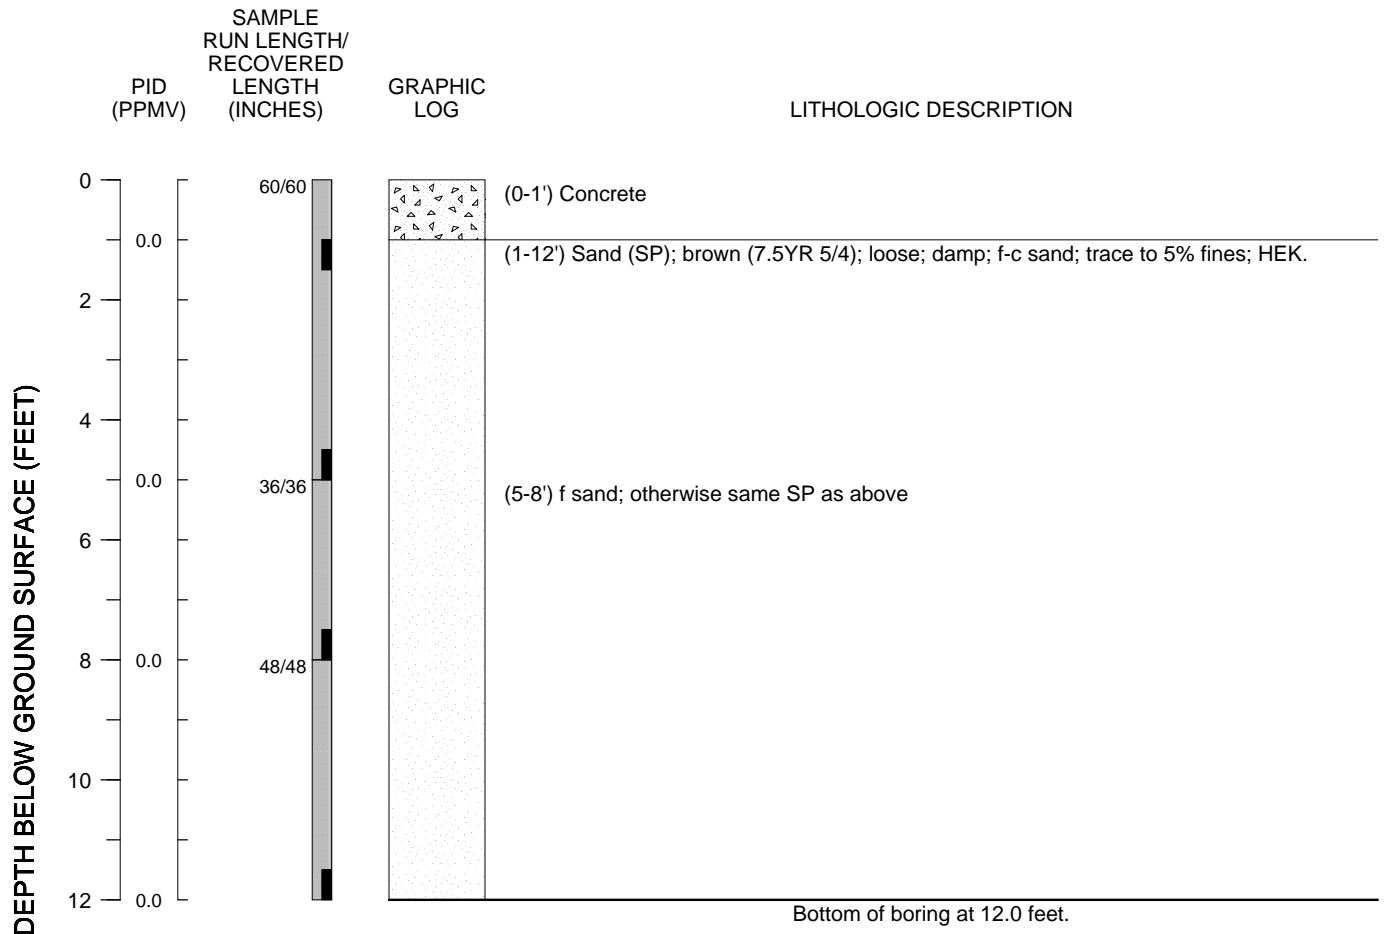 SAMPLE
RUN LENGTH/
RECOVERED
PID LENGTH GRAPHIC
(PPMV) (INCHES) LOG LITHOLOGIC DESCRIPTION
0 60/60 (0-1') Concrete
0.0
(1-12') Sand (SP); brown (7.5YR 5/4); loose; damp; f-c sand; trace to 5% fines; HEK.
2
4
0.0 36/36 (5-8') f sand; otherwise same SP as above
6
8 0.0 48/48
10
12 0.0
Bottom of boring at 12.0 feet.
DEPTH BELOW GROUND SURFACE (FEET)